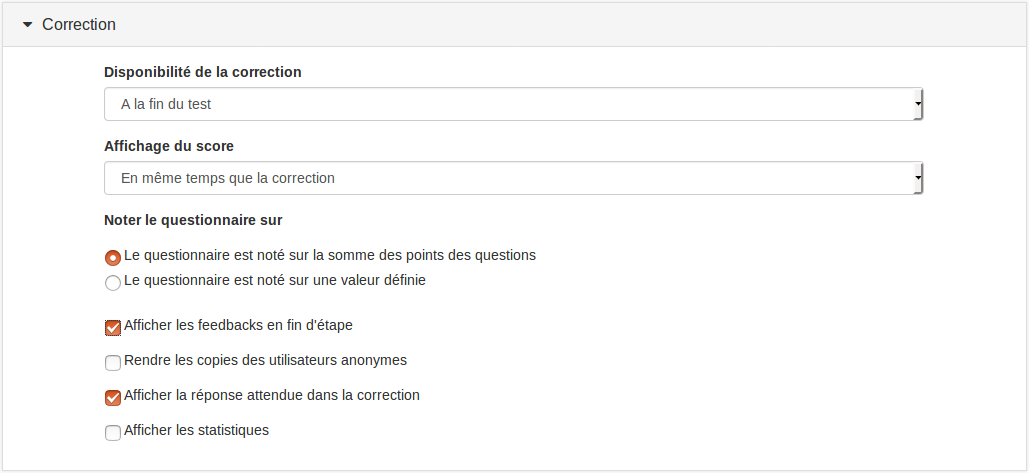 Correction
Disponibilité de la correction
A la fin du test
Affichage du score
En même temps que la correction
Noter le questionnaire sur
Le questionnaire est noté sur la somme des points des questions
Le questionnaire est noté sur une valeur définie
Afficher les feedbacks en fin d'étape
Rendre les copies des utilisateurs anonymes
Afficher la réponse attendue dans la correction
Afficher les statistiques